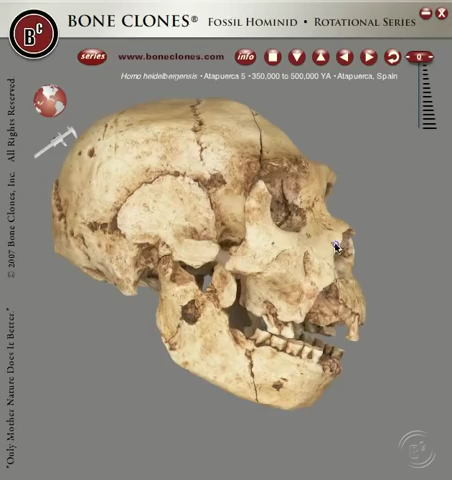 BONE CLONES® FOSSIL HOMINID • ROTATIONAL SERIES
BC
series www.boneclones.com info
Homo heidelbergensis • Atapuerca 5 • 350,000 to 500,000 YA • Atapuerca, Spain
© 2007 Bone Clones, Inc. All Rights Reserved
"Only Mother Nature Does It Better."